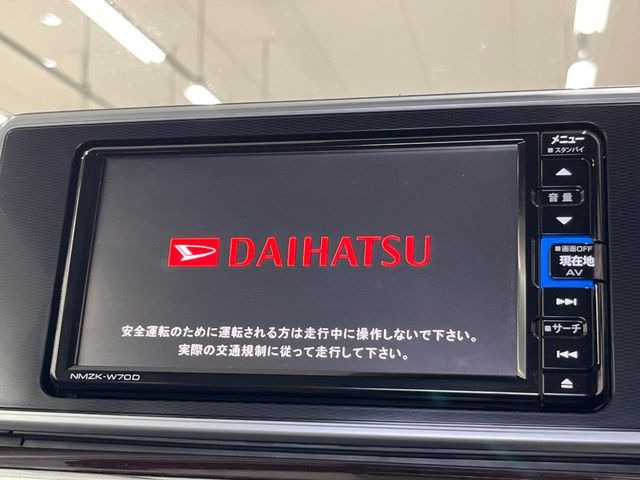 DAIHATSU
安全運転のために運転される方は走行中に操作しないで下さい。
実際の交通規制に従って走行して下さい。
NMZK-W70D
メニュー
■ スタンバイ
音量
■画面OFF
現在地
AV
■サーチ